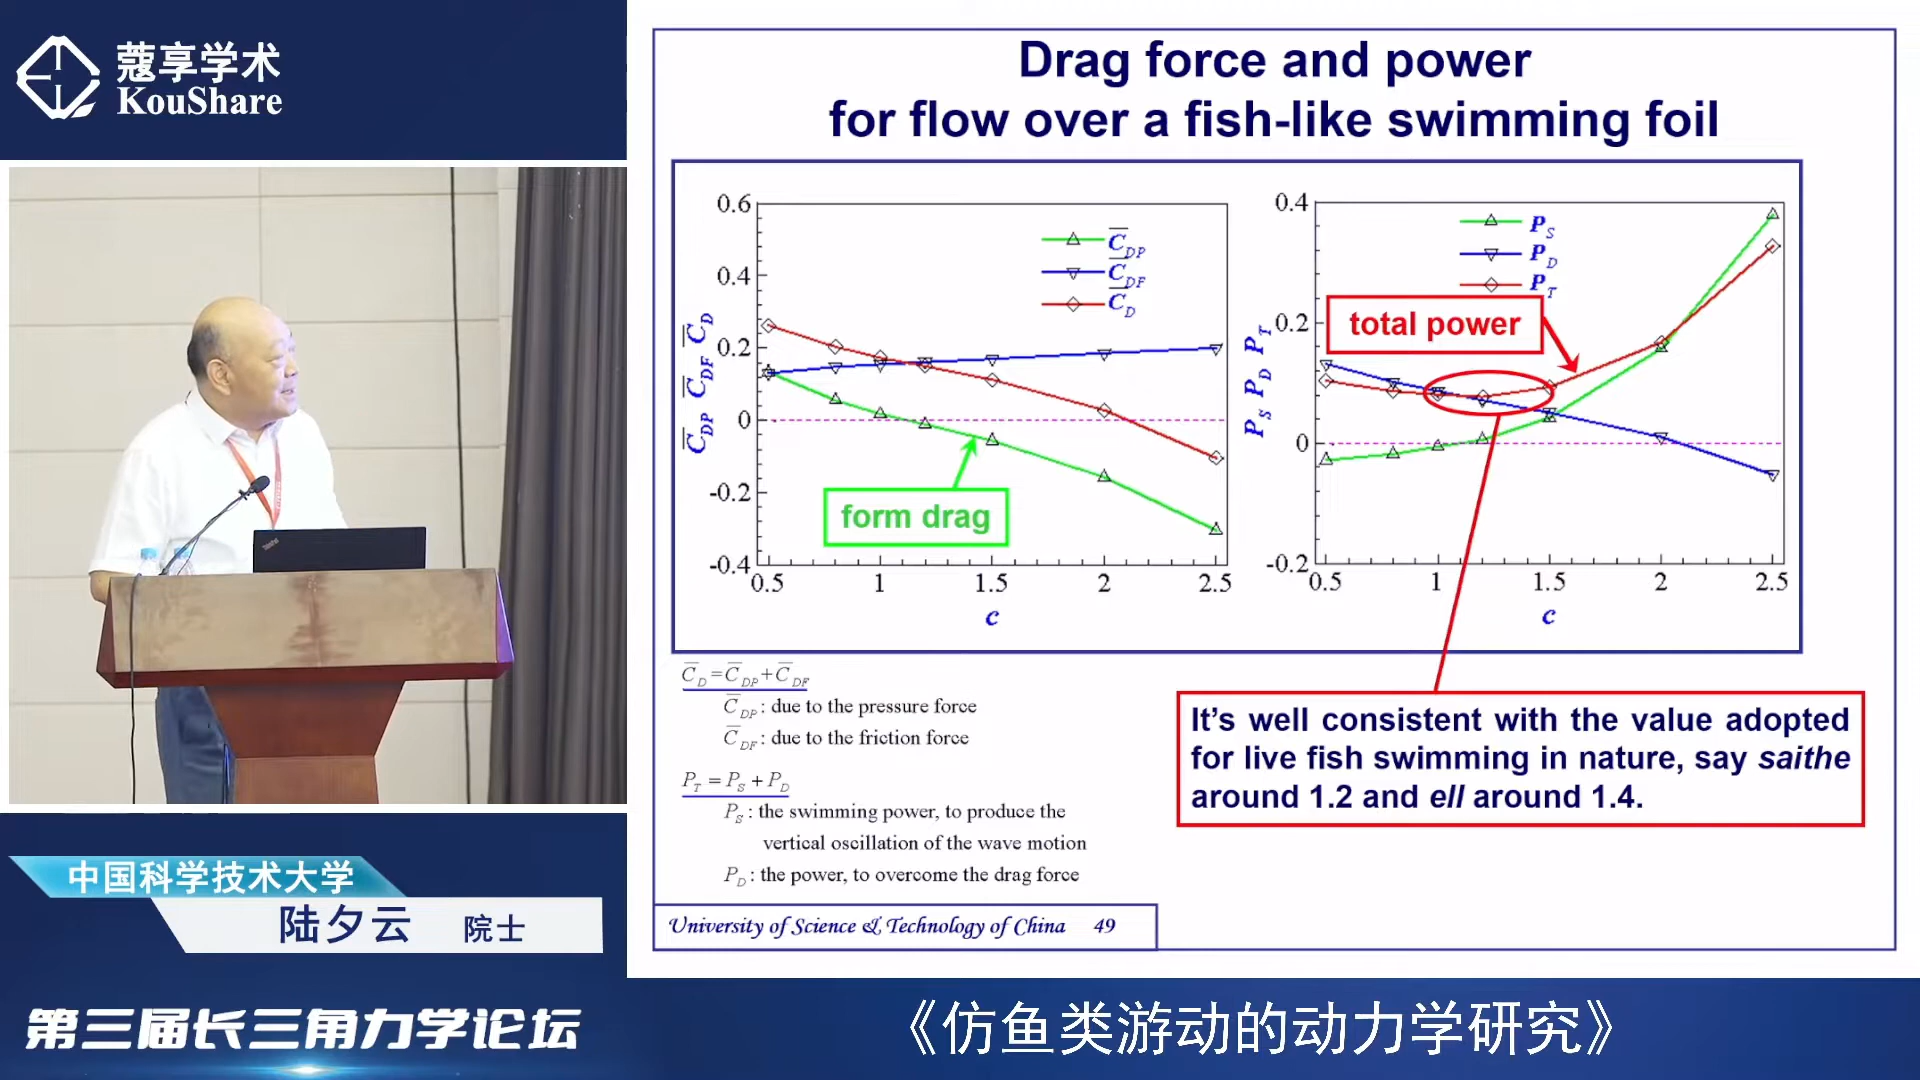 蔻享学术
KouShare
Drag force and power
for flow over a fish-like swimming foil
0.6
0.4
0.2
0
-0.2
-0.4
0.5
1
1.5
2
2.5
c
C̅DP C̅DF C̅D
C̅DP
C̅DF
C̅D
form drag
0.4
0.2
0
-0.2
0.5
1
1.5
2
2.5
c
PS PD PT
PS
PD
PT
total power
C̅D=C̅DP+C̅DF
C̅DP: due to the pressure force
C̅DF: due to the friction force
PT = PS + PD
PS: the swimming power, to produce the
vertical oscillation of the wave motion
PD: the power, to overcome the drag force
It's well consistent with the value adopted
for live fish swimming in nature, say saithe
around 1.2 and ell around 1.4.
University of Science & Technology of China 49
中国科学技术大学
陆夕云 院士
第三届长三角力学论坛
《仿鱼类游动的动力学研究》